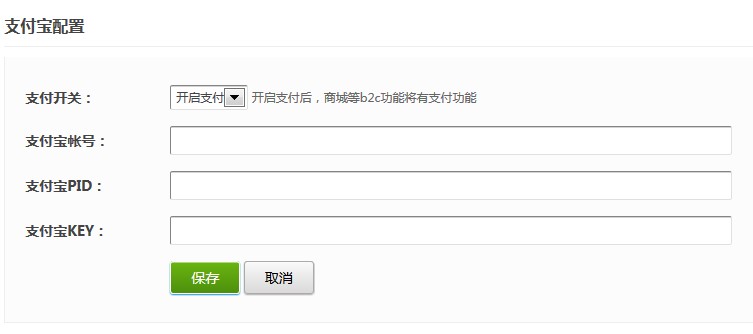 支付宝配置
支付开关： 开启支付 开启支付后，商城等b2c功能将有支付功能
支付宝帐号：
支付宝PID：
支付宝KEY：
保存 取消